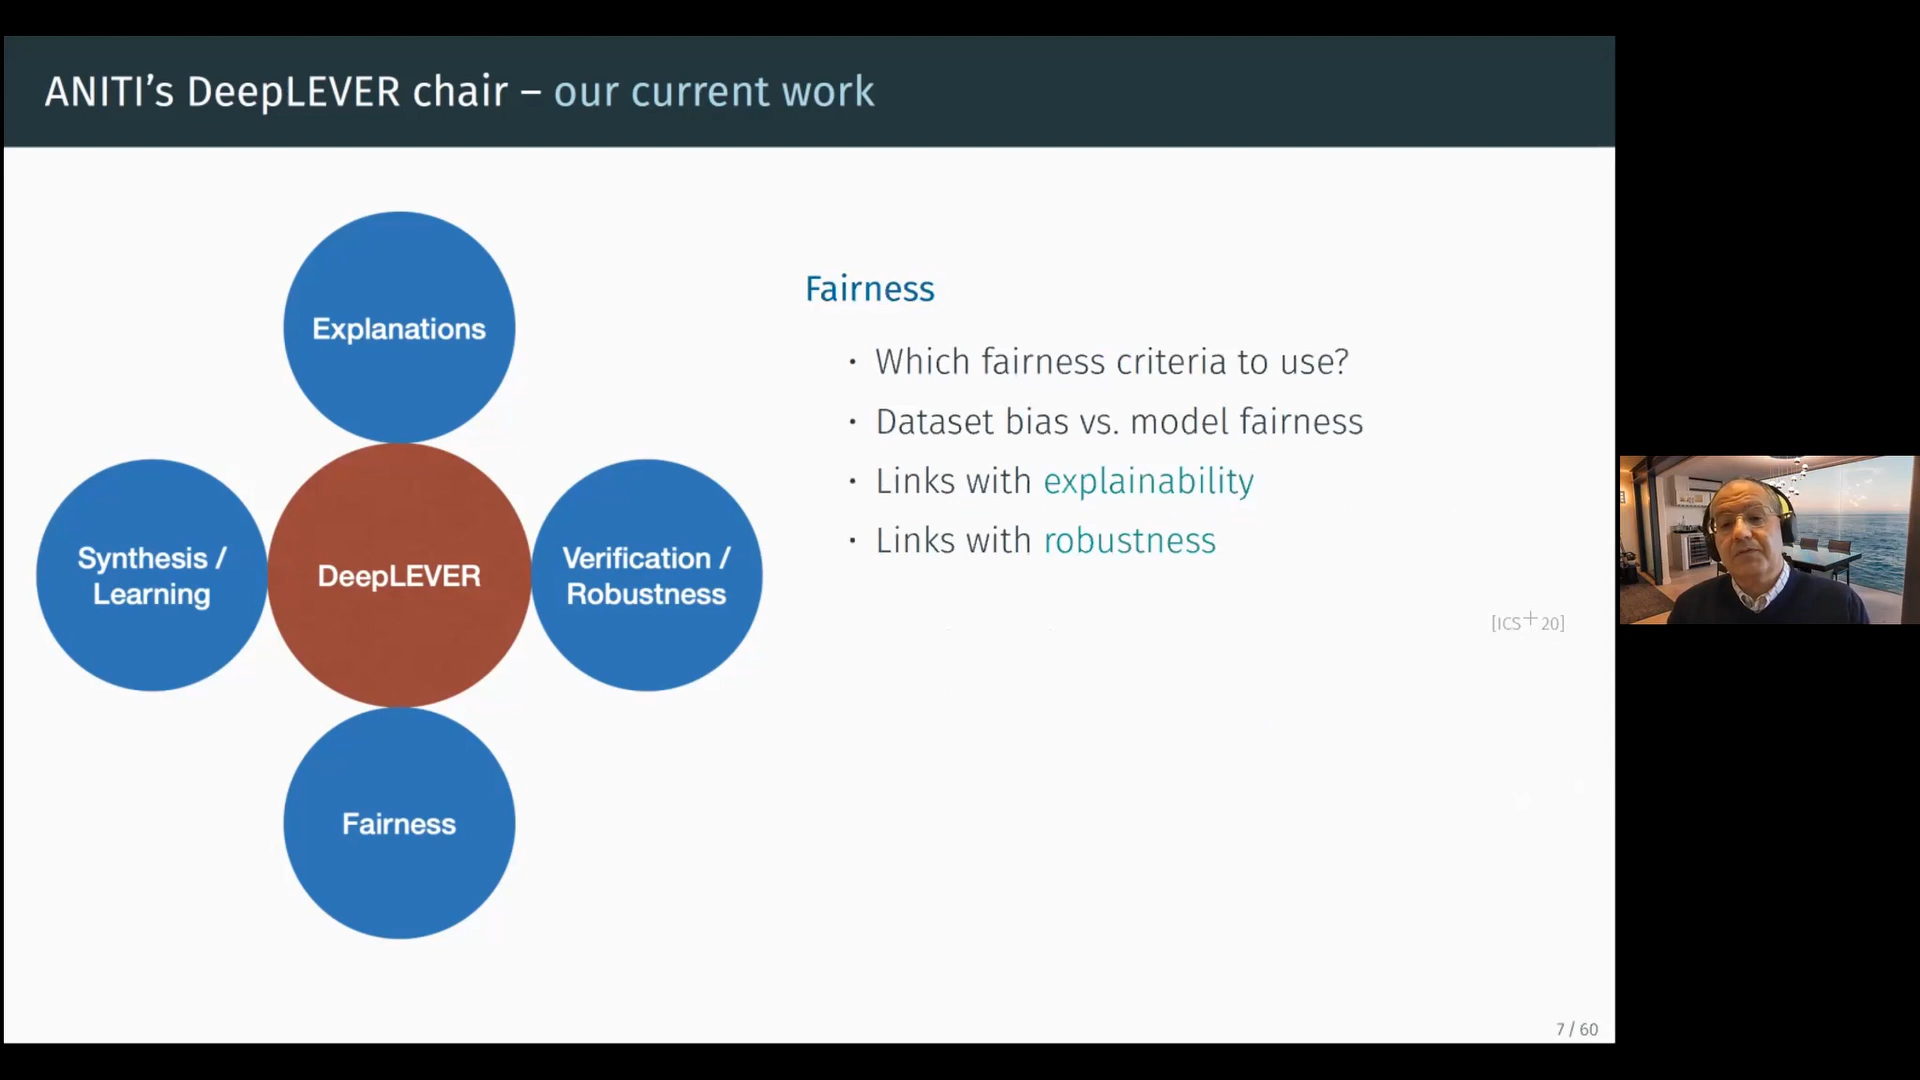 ANITI’s DeepLEVER chair – our current work
Explanations
Synthesis /
Learning
DeepLEVER
Verification /
Robustness
Fairness
Fairness
· Which fairness criteria to use?
· Dataset bias vs. model fairness
· Links with explainability
· Links with robustness
[ICS+20]
7 / 60